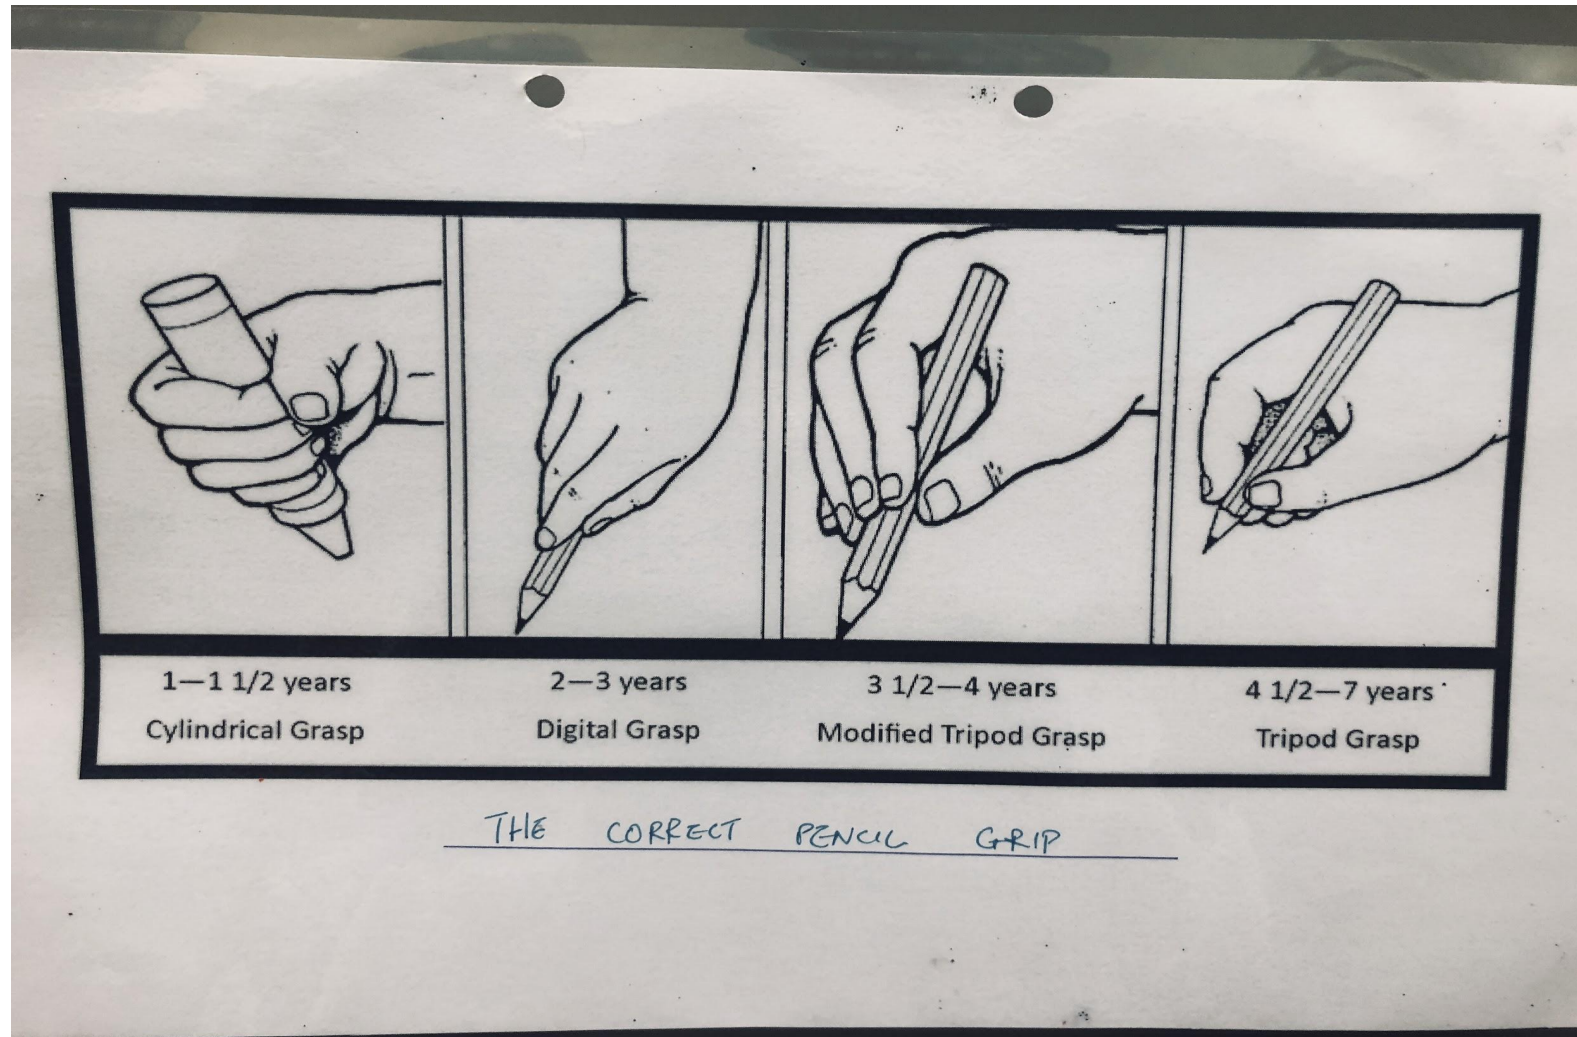 1—1 1/2 years 2—3 years 3 1/2—4 years 4 1/2—7 years
Cylindrical Grasp Digital Grasp Modified Tripod Grasp Tripod Grasp
THE CORRECT PENCIL GRIP